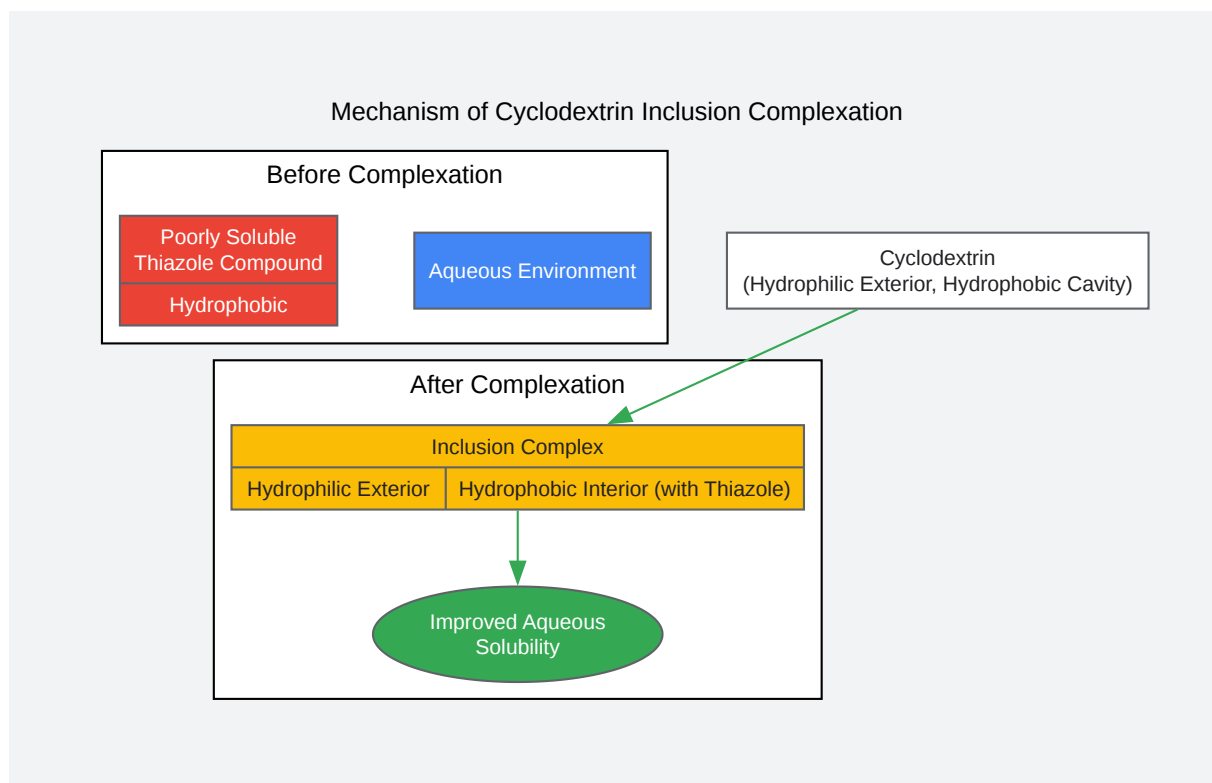 Mechanism of Cyclodextrin Inclusion Complexation
Before Complexation
Poorly Soluble
Thiazole Compound
Hydrophobic
Aqueous Environment
Cyclodextrin
(Hydrophilic Exterior, Hydrophobic Cavity)
After Complexation
Inclusion Complex
Hydrophilic Exterior
Hydrophobic Interior (with Thiazole)
Improved Aqueous
Solubility